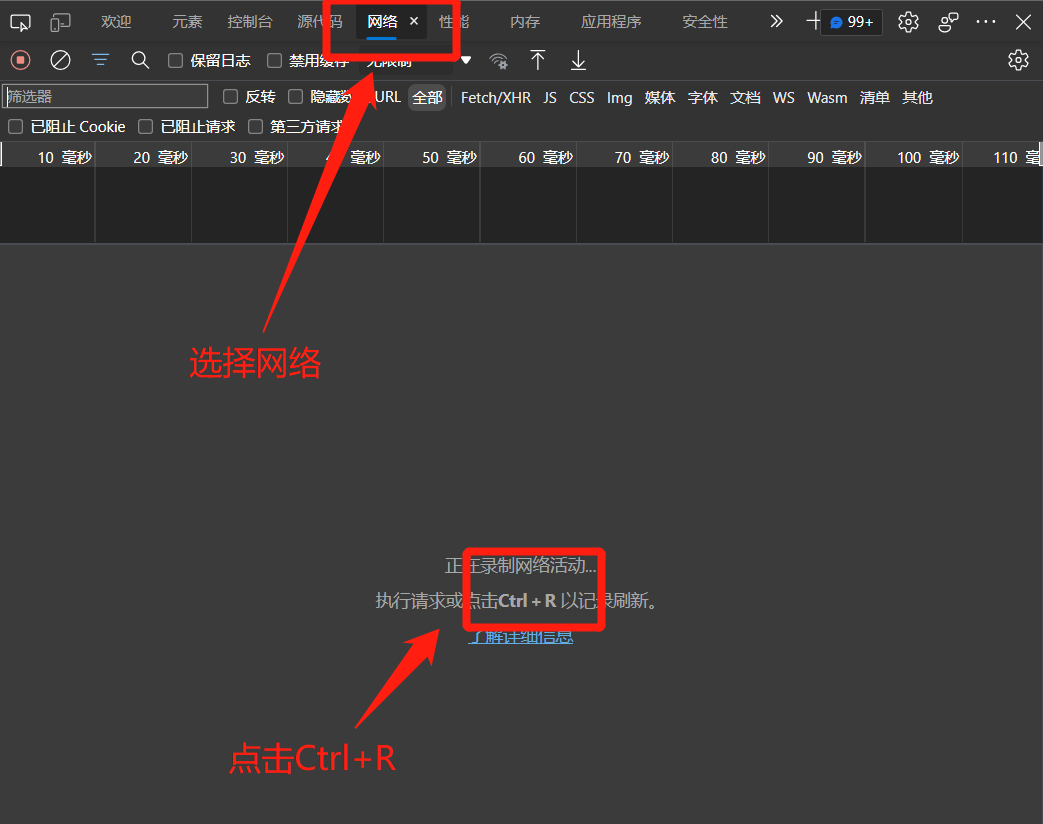 欢迎 元素 控制台 源代码 网络 × 性能 内存 应用程序 安全性 99+
保留日志 禁用缓存 无限制
筛选器 反转 隐藏数 URL 全部 Fetch/XHR JS CSS Img 媒体 字体 文档 WS Wasm 清单 其他
已阻止 Cookie 已阻止请求 第三方请求
10 毫秒 20 毫秒 30 毫秒 毫秒 50 毫秒 60 毫秒 70 毫秒 80 毫秒 90 毫秒 100 毫秒 110 毫
选择网络
正在录制网络活动...
执行请求或点击Ctrl + R 以记录刷新。
了解详细信息
点击Ctrl+R